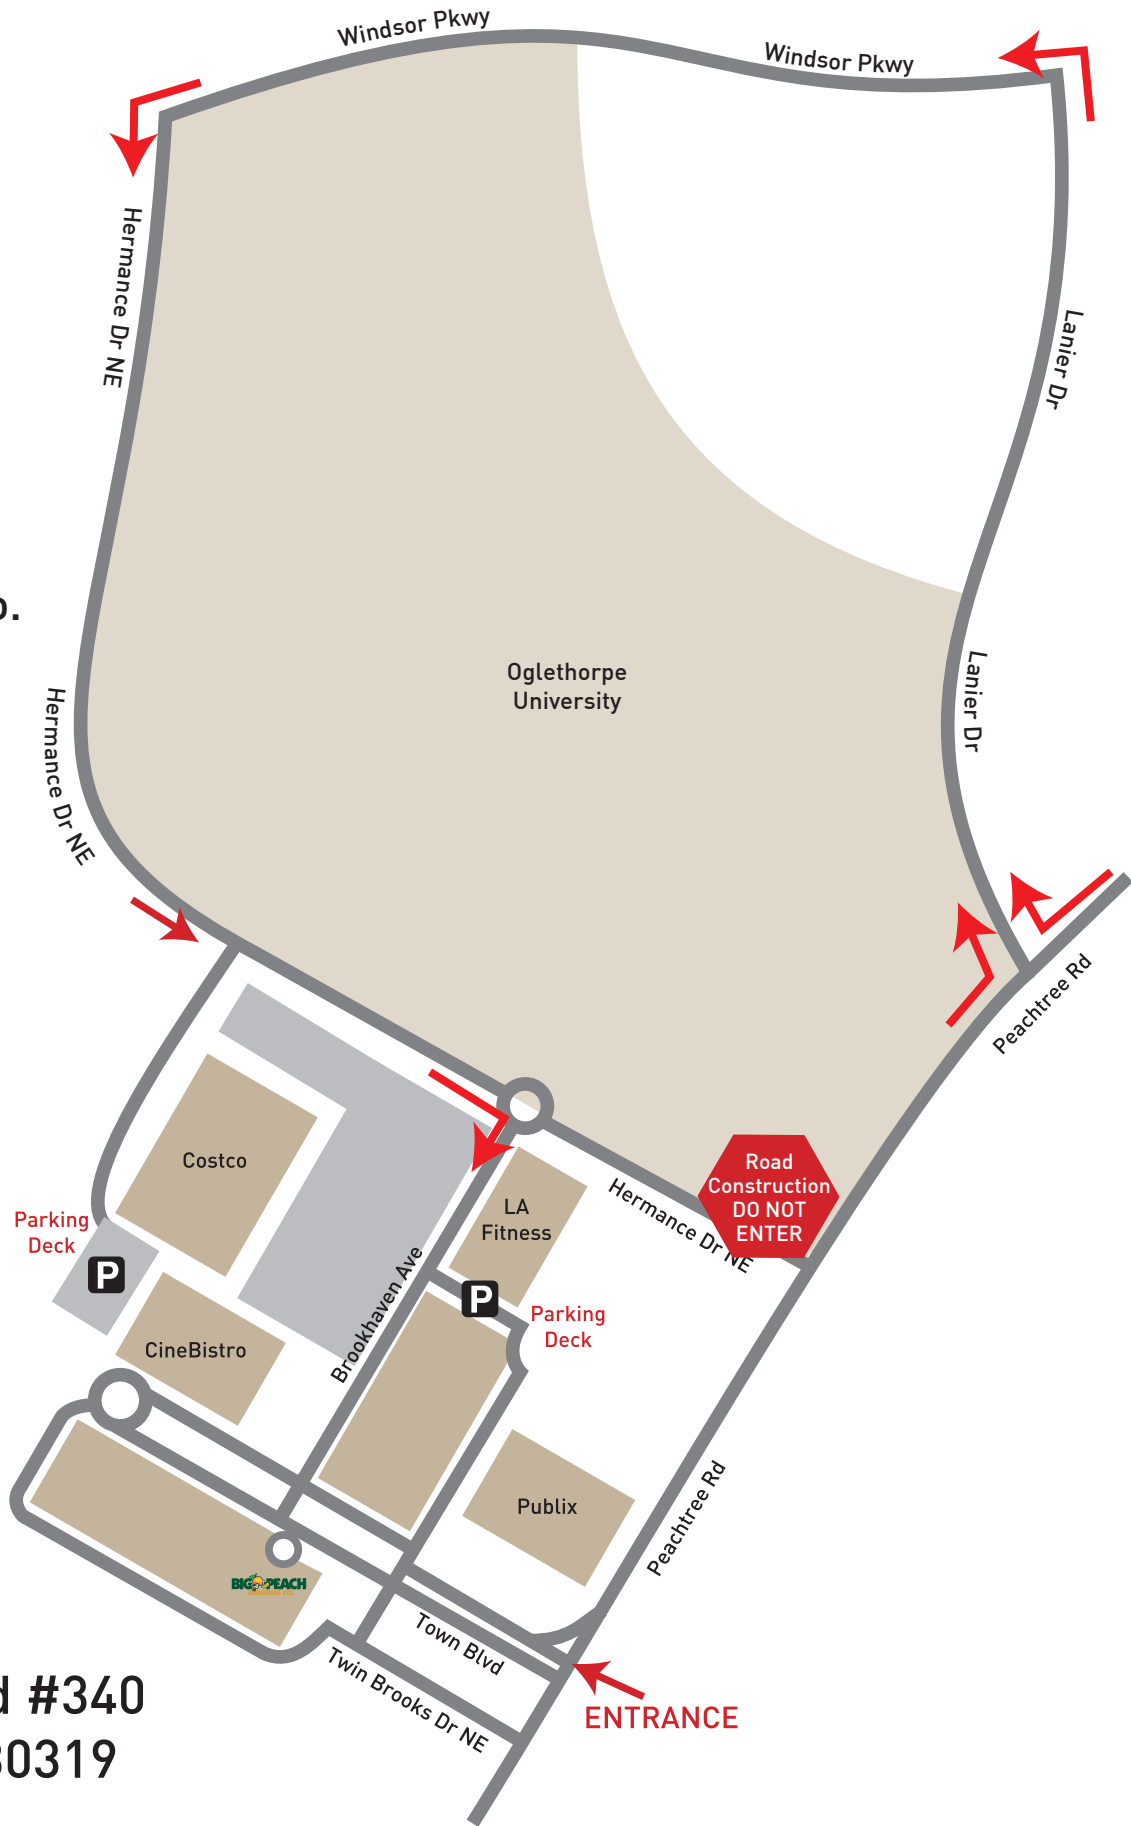 Windsor Pkwy
Windsor Pkwy
Hermance Dr NE
Lanier Dr
Oglethorpe
University
Lanier Dr
Hermance Dr NE
Peachtree Rd
Costco
Road
Construction
DO NOT
ENTER
LA
Fitness
Hermance Dr NE
Parking
Deck
P
P
Parking
Deck
Brookhaven Ave
CineBistro
Publix
Peachtree Rd
BIG PEACH
Town Blvd
Twin Brooks Dr NE
ENTRANCE
#340
30319